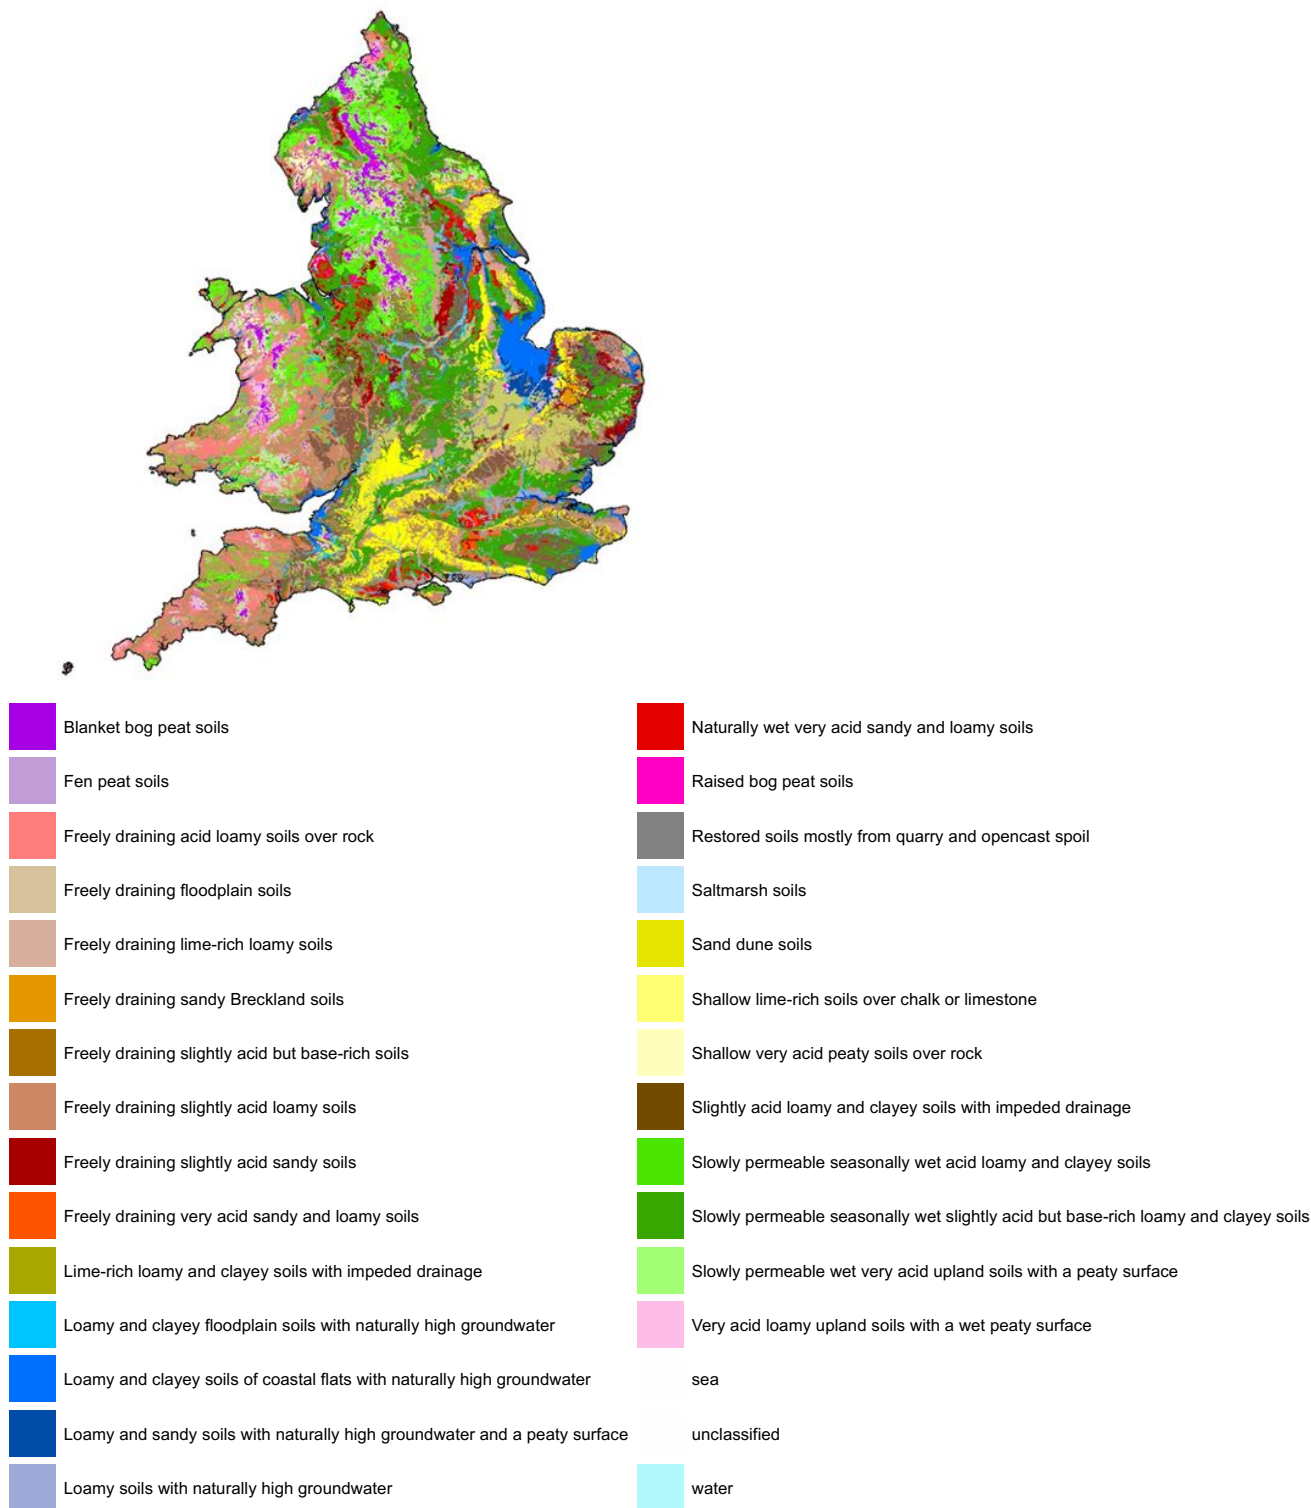 Blanket bog peat soils
Fen peat soils
Freely draining acid loamy soils over rock
Freely draining floodplain soils
Freely draining lime-rich loamy soils
Freely draining sandy Breckland soils
Freely draining slightly acid but base-rich soils
Freely draining slightly acid loamy soils
Freely draining slightly acid sandy soils
Freely draining very acid sandy and loamy soils
Lime-rich loamy and clayey soils with impeded drainage
Loamy and clayey floodplain soils with naturally high groundwater
Loamy and clayey soils of coastal flats with naturally high groundwater
Loamy and sandy soils with naturally high groundwater and a peaty surface
Loamy soils with naturally high groundwater
Naturally wet very acid sandy and loamy soils
Raised bog peat soils
Restored soils mostly from quarry and opencast spoil
Saltmarsh soils
Sand dune soils
Shallow lime-rich soils over chalk or limestone
Shallow very acid peaty soils over rock
Slightly acid loamy and clayey soils with impeded drainage
Slowly permeable seasonally wet acid loamy and clayey soils
Slowly permeable seasonally wet slightly acid but base-rich loamy and clayey soils
Slowly permeable wet very acid upland soils with a peaty surface
Very acid loamy upland soils with a wet peaty surface
sea
unclassified
water